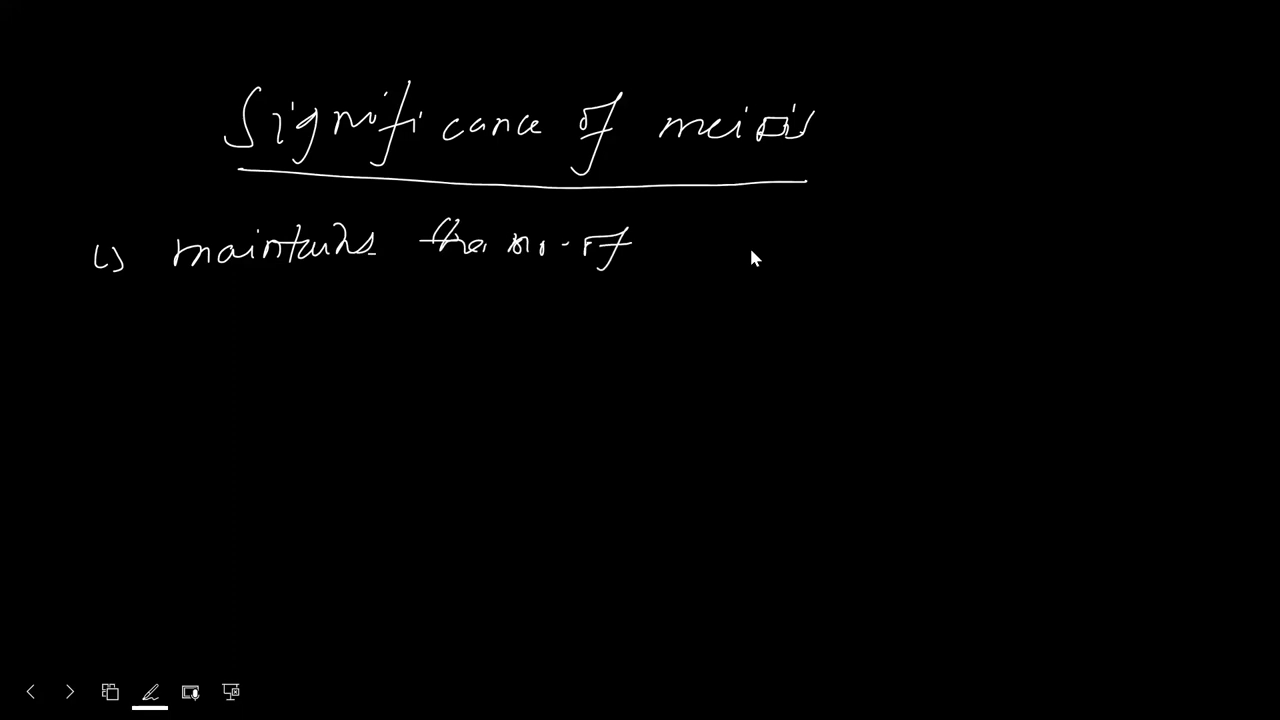 Significance of meiosis
1) maintains the no. of